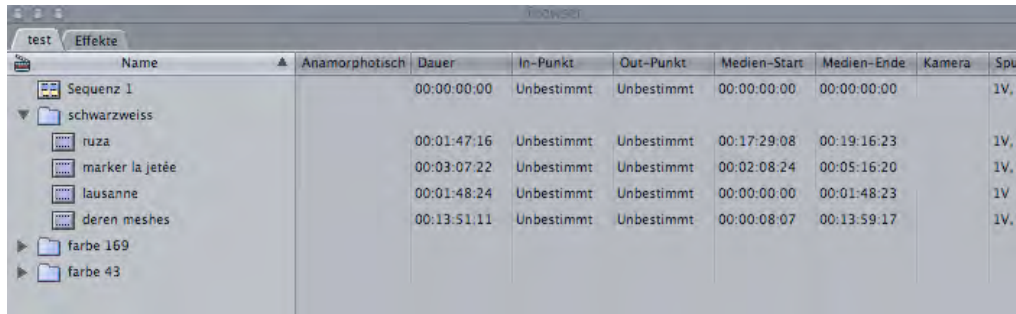 Browser
test Effekte
Name Anamorphotisch Dauer In-Punkt Out-Punkt Medien-Start Medien-Ende Kamera Spu
Sequenz 1 00:00:00:00 Unbestimmt Unbestimmt 00:00:00:00 00:00:00:00 1V,
schwarzweiss
ruza 00:01:47:16 Unbestimmt Unbestimmt 00:17:29:08 00:19:16:23 1V,
marker la jetée 00:03:07:22 Unbestimmt Unbestimmt 00:02:08:24 00:05:16:20 1V,
lausanne 00:01:48:24 Unbestimmt Unbestimmt 00:00:00:00 00:01:48:23 1V
deren meshes 00:13:51:11 Unbestimmt Unbestimmt 00:00:08:07 00:13:59:17 1V,
farbe 169
farbe 43